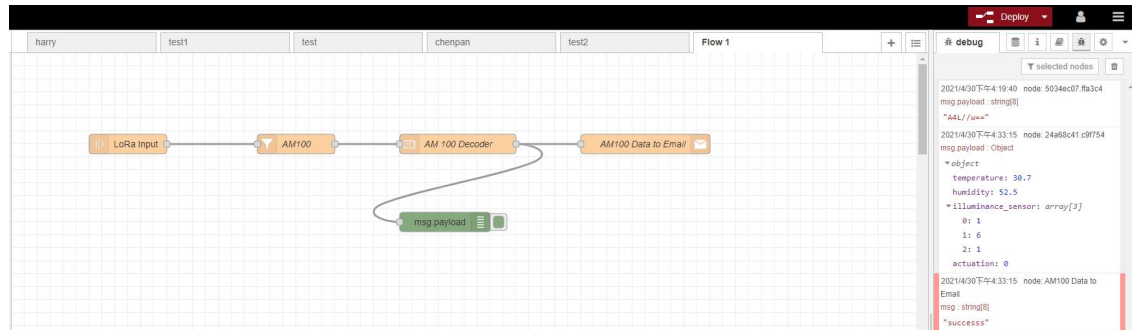 Deploy
harry
test1
test
chenpan
test2
Flow 1
debug
selected nodes
LoRa Input
AM100
AM 100 Decoder
AM100 Data to Email
msg.payload
2021/4/30下午4:19:40 node: 5034ec07.ffa3c4
msg.payload : string[8]
"A4L//w=="
2021/4/30下午4:33:15 node: 24a68c41.c9f754
msg.payload : Object
object
temperature: 30.7
humidity: 52.5
illuminance_sensor: array[3]
0: 1
1: 6
2: 1
actuation: 0
2021/4/30下午4:33:15 node: AM100 Data to
Email
msg : string[8]
"successs"